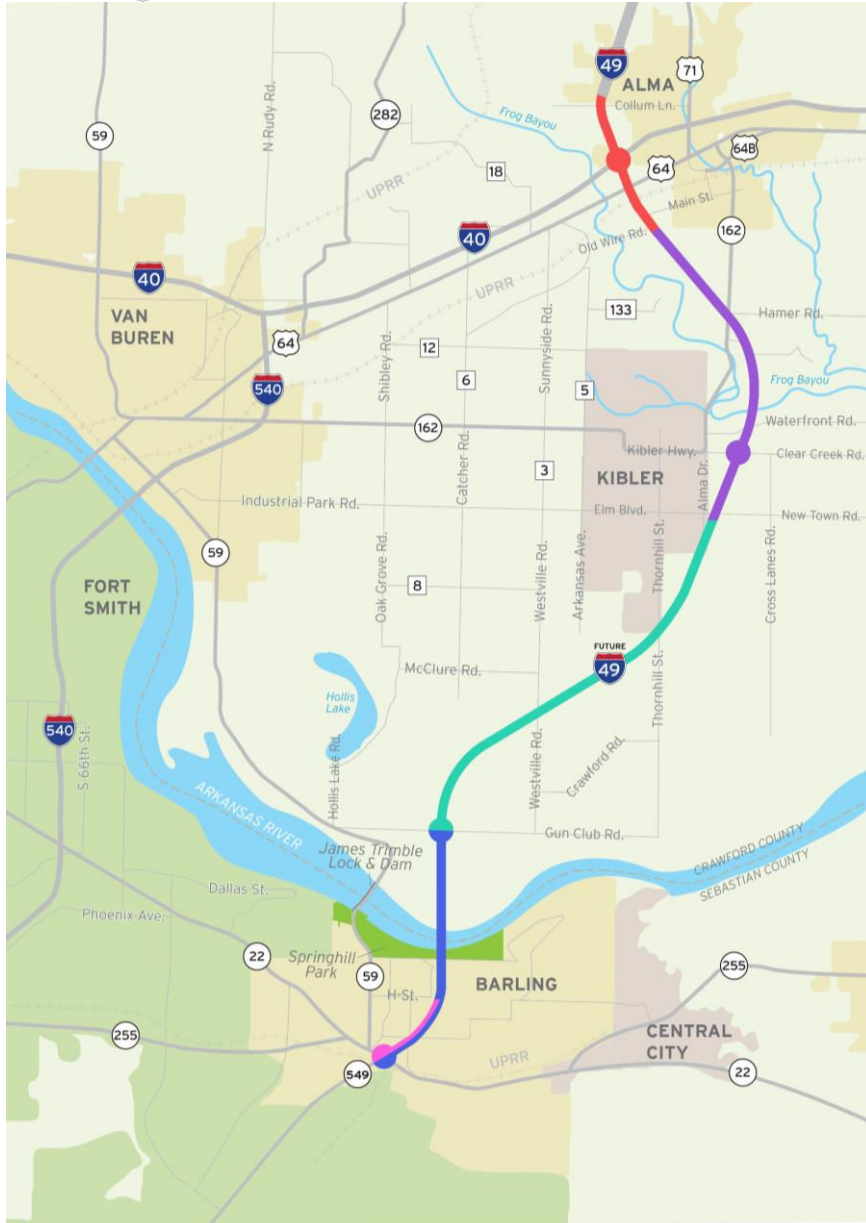 49
ALMA
71
Collum Ln.
N Rudy Rd.
282
59
Frog Bayou
64B
18
64
UPRR
Main St.
162
40
Old Wire Rd.
40
UPRR
133
Hamer Rd.
VAN
BUREN
64
12
Shibley Rd.
Sunnyside Rd.
540
6
5
Frog Bayou
162
Waterfront Rd.
Kibler Hwy.
Clear Creek Rd.
3
KIBLER
Catcher Rd.
Alma Dr.
Industrial Park Rd.
Elm Blvd.
New Town Rd.
59
FORT
SMITH
8
Oak Grove Rd.
Westville Rd.
Arkansas Ave.
Thornhill St.
Cross Lanes Rd.
FUTURE
49
McClure Rd.
Hollis
Lake
Thornhill St.
540
S 66th St.
Hollis Lake Rd.
Westville Rd.
Crawford Rd.
ARKANSAS RIVER
Gun Club Rd.
James Trimble
Lock & Dam
CRAWFORD COUNTY
SEBASTIAN COUNTY
Dallas St.
Phoenix Ave.
22
Springhill
Park
59
BARLING
255
H-St.
255
CENTRAL
CITY
UPRR
549
22